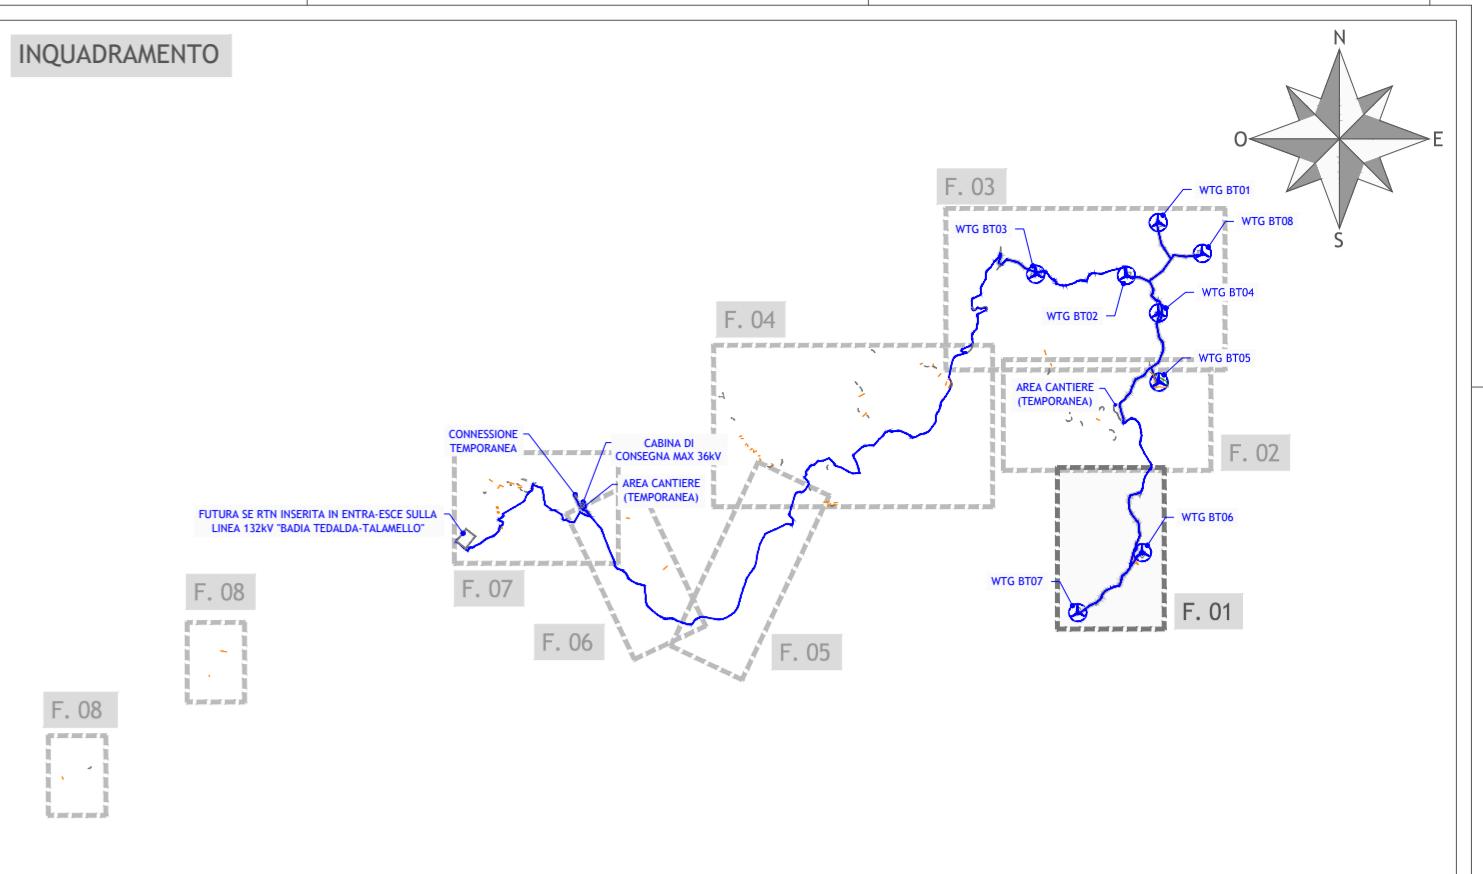 INQUADRAMENTO
N
O
E
S
F. 03
WTG BT01
WTG BT08
WTG BT03
WTG BT04
WTG BT02
F. 04
WTG BT05
AREA CANTIERE
(TEMPORANEA)
F. 02
CONNESSIONE
TEMPORANEA
CABINA DI
CONSEGNA MAX 36kV
AREA CANTIERE
(TEMPORANEA)
FUTURA SE RTN INSERITA IN ENTRA-ESCE SULLA
LINEA 132kV "BADIA TEDALDA-TALAMELLO"
WTG BT06
WTG BT07
F. 07
F. 08
F. 01
F. 06
F. 05
F. 08